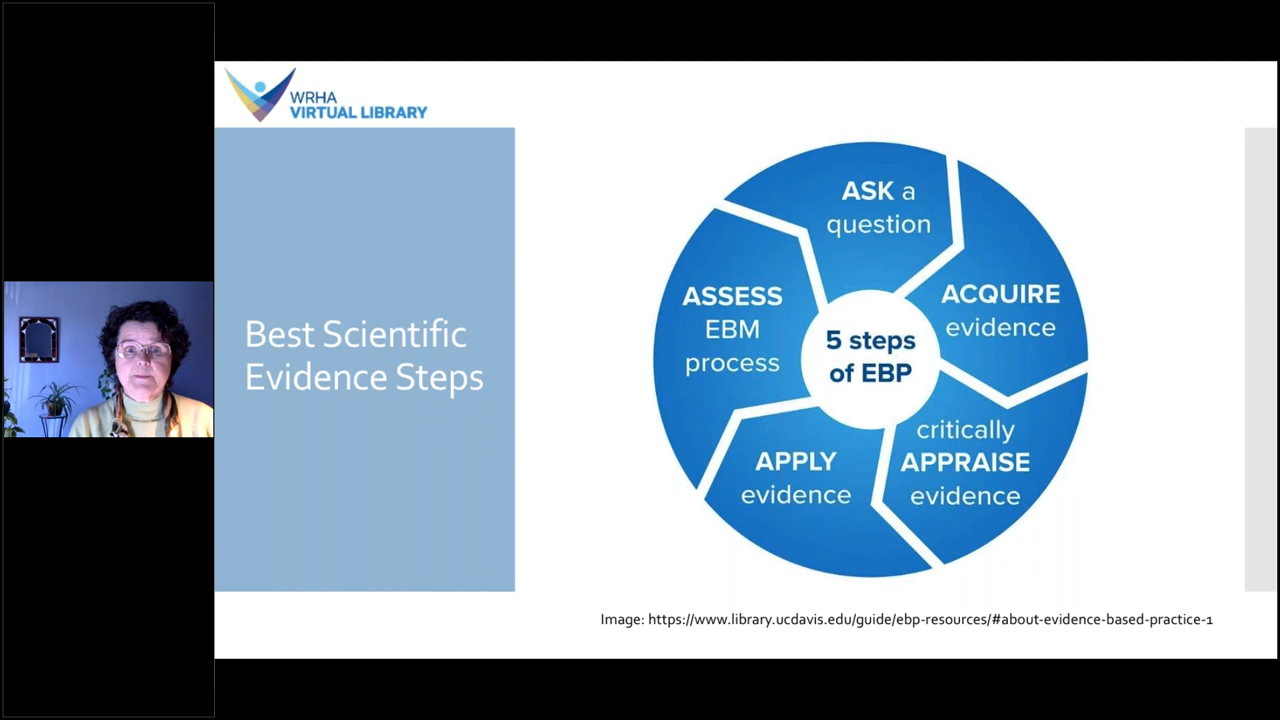 WRHA
VIRTUAL LIBRARY
Best Scientific
Evidence Steps
ASK a
question
ACQUIRE
evidence
critically
APPRAISE
evidence
APPLY
evidence
ASSESS
EBM
process
5 steps
of EBP
Image: https://www.library.ucdavis.edu/guide/ebp-resources/#about-evidence-based-practice-1